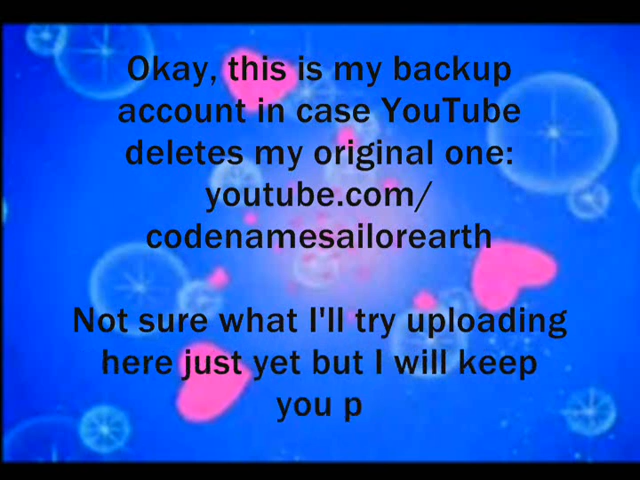 Okay, this is my backup
account in case YouTube
deletes my original one:
youtube.com/
codenamesailorearth
Not sure what I'll try uploading
here just yet but I will keep
you p